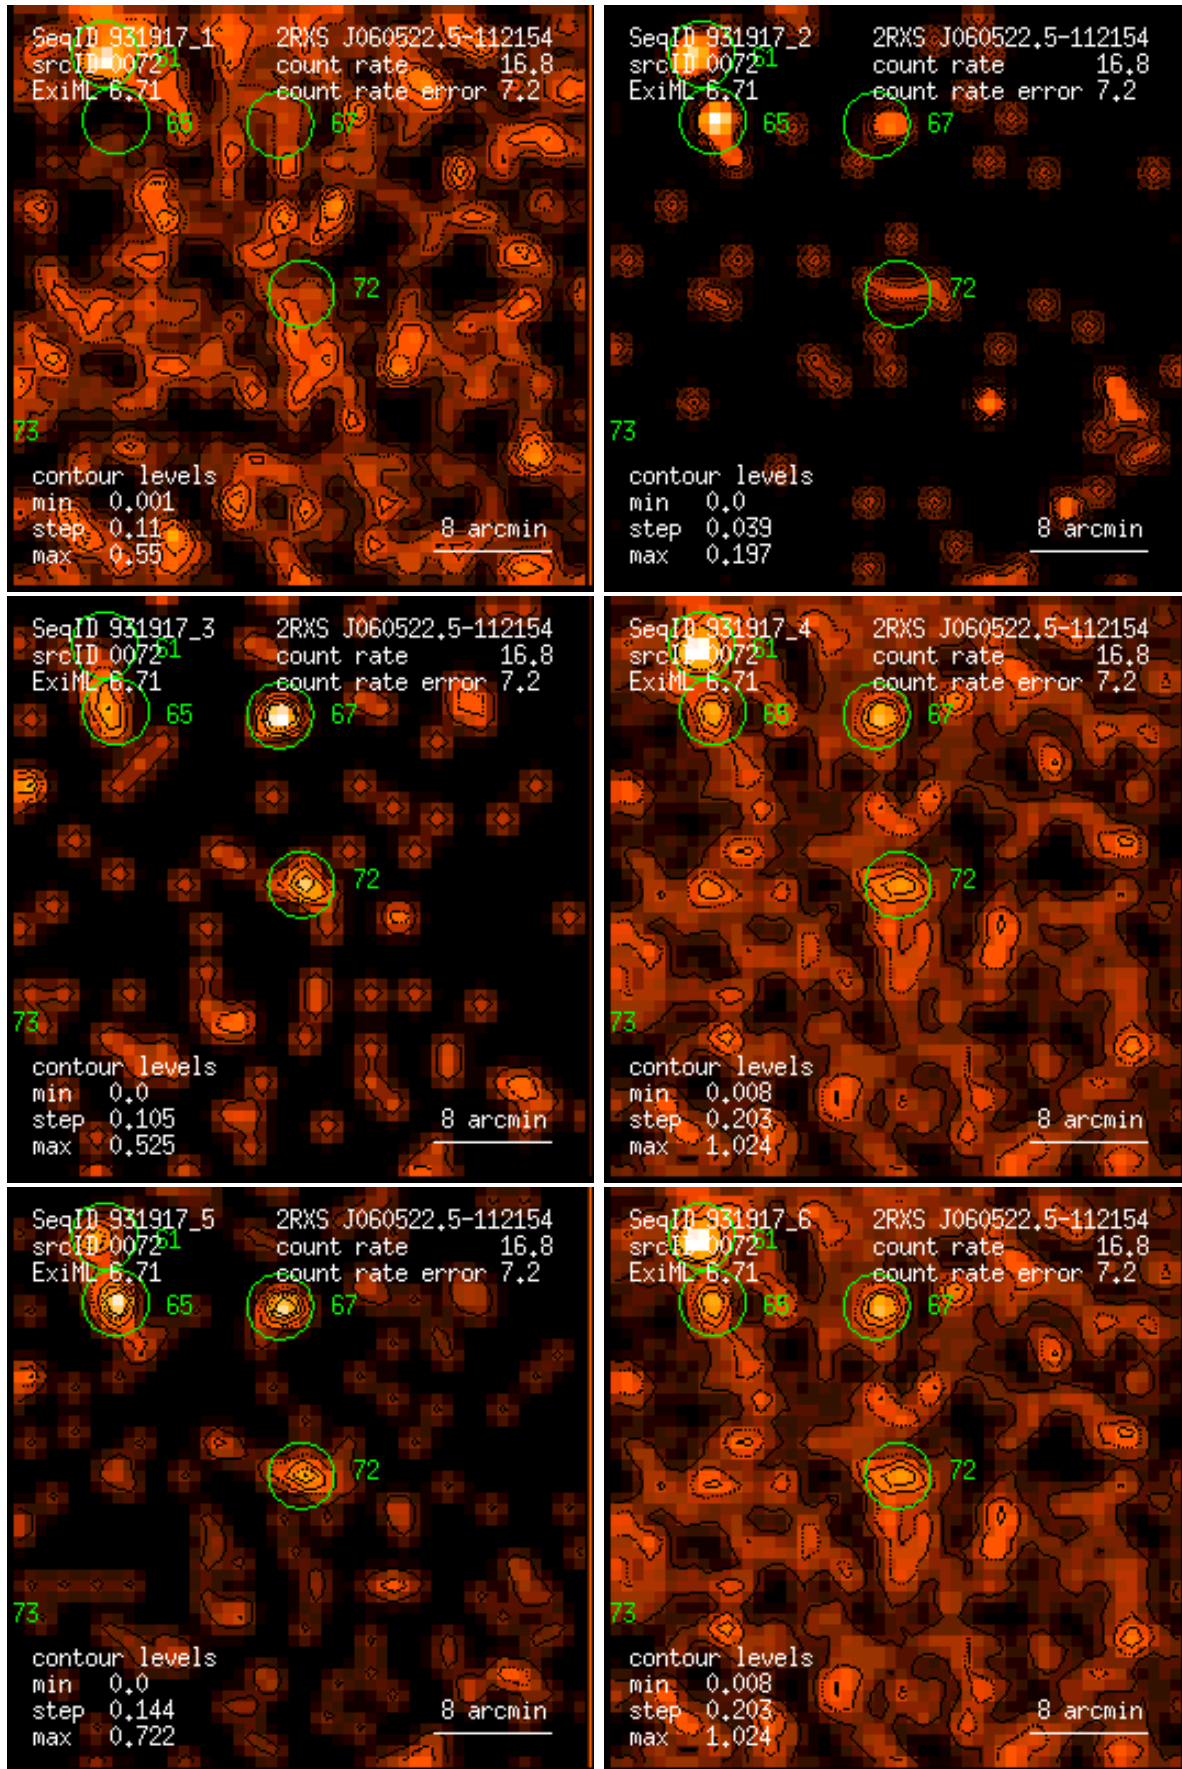 SeqID 931917_1 2RXS J060522.5-112154
srcID 0072 61 count rate 16.8
ExiML 6.71 count rate error 7.2
65 67
72
73
contour levels
min 0.001
step 0.11 8 arcmin
max 0.55
SeqID 931917_2 2RXS J060522.5-112154
srcID 0072 61 count rate 16.8
ExiML 6.71 count rate error 7.2
65 67
72
73
contour levels
min 0.0
step 0.039 8 arcmin
max 0.197
SeqID 931917_3 2RXS J060522.5-112154
srcID 0072 61 count rate 16.8
ExiML 6.71 count rate error 7.2
65 67
72
73
contour levels
min 0.0
step 0.105 8 arcmin
max 0.525
SeqID 931917_4 2RXS J060522.5-112154
srcID 0072 61 count rate 16.8
ExiML 6.71 count rate error 7.2
65 67
72
73
contour levels
min 0.008
step 0.203 8 arcmin
max 1.024
SeqID 931917_5 2RXS J060522.5-112154
srcID 0072 61 count rate 16.8
ExiML 6.71 count rate error 7.2
65 67
72
73
contour levels
min 0.0
step 0.144 8 arcmin
max 0.722
SeqID 931917_6 2RXS J060522.5-112154
srcID 0072 61 count rate 16.8
ExiML 6.71 count rate error 7.2
65 67
72
73
contour levels
min 0.008
step 0.203 8 arcmin
max 1.024